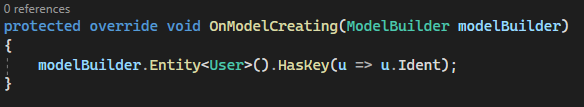 0 references
protected override void OnModelCreating(ModelBuilder modelBuilder)
{
    modelBuilder.Entity<User>().HasKey(u => u.Ident);
}